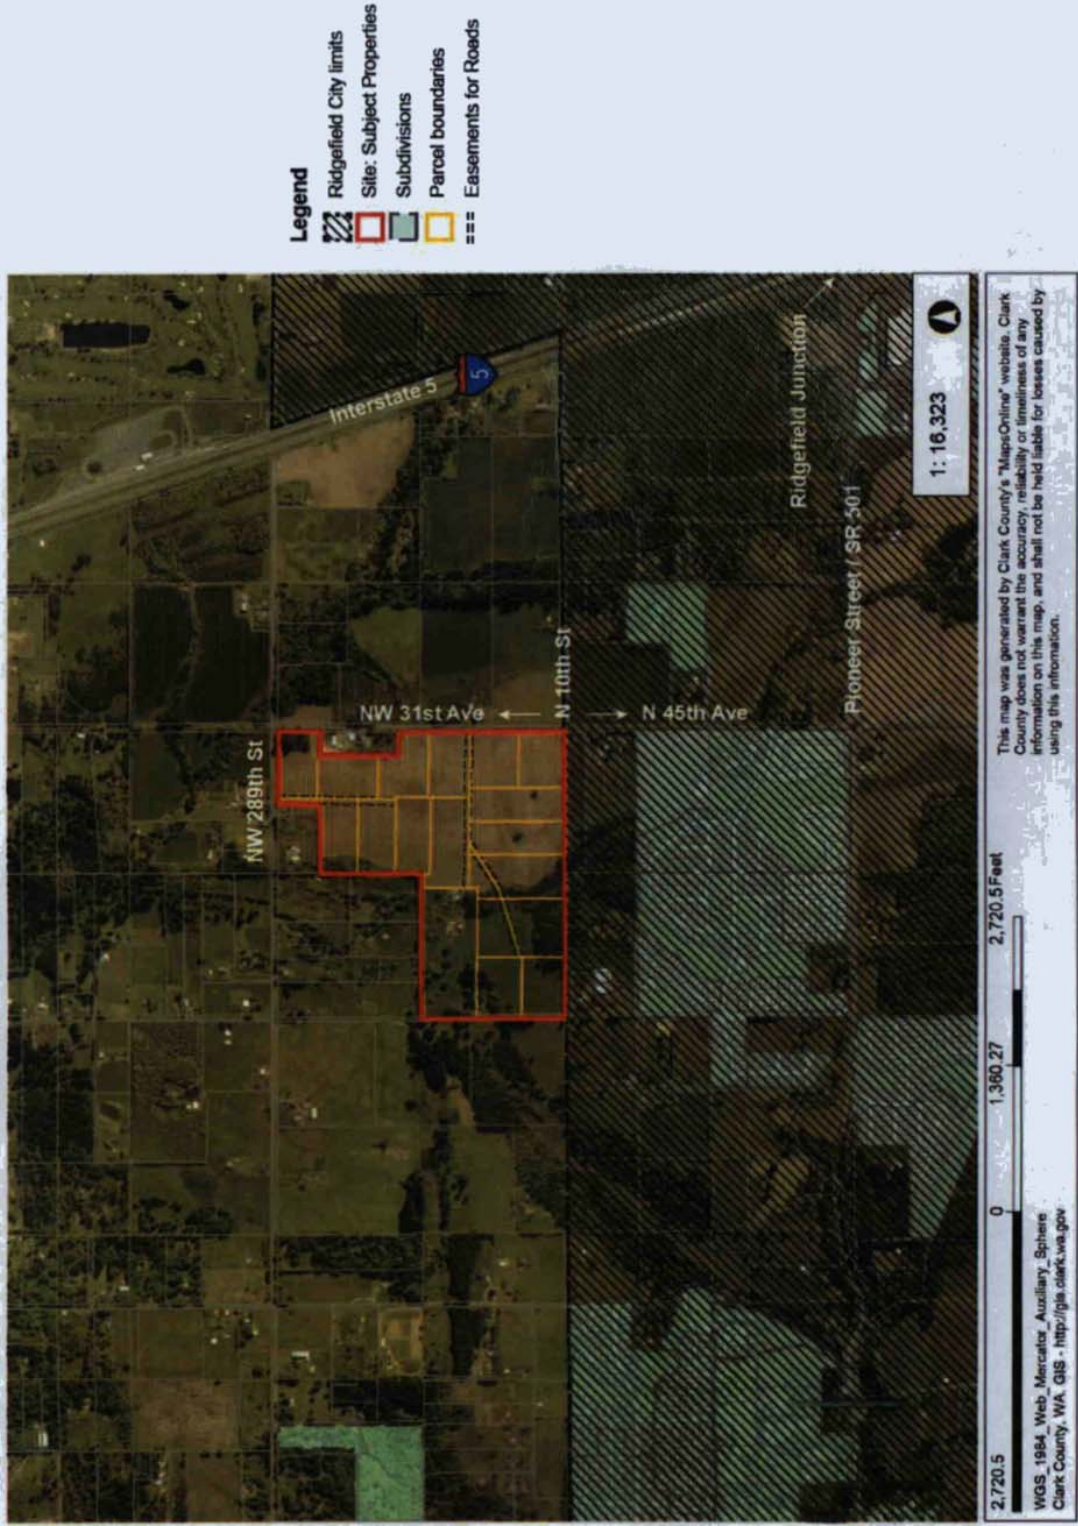 Legend
Ridgefield City limits
Site: Subject Properties
Subdivisions
Parcel boundaries
Easements for Roads
Interstate 5
5
NW 289th St
NW 31st Ave
N 10th St
N 45th Ave
Ridgefield Junction
Pioneer Street / SR 501
1: 16,323
2,720.5
0
1,360.27
2,720.5 Feet
WGS_1984_Web_Mercator_Auxiliary_Sphere
Clark County, WA. GIS - http://gis.clark.wa.gov
This map was generated by Clark County's "MapsOnline" website. Clark
County does not warrant the accuracy, reliability or timeliness of any
information on this map, and shall not be held liable for losses caused by
using this infromation.